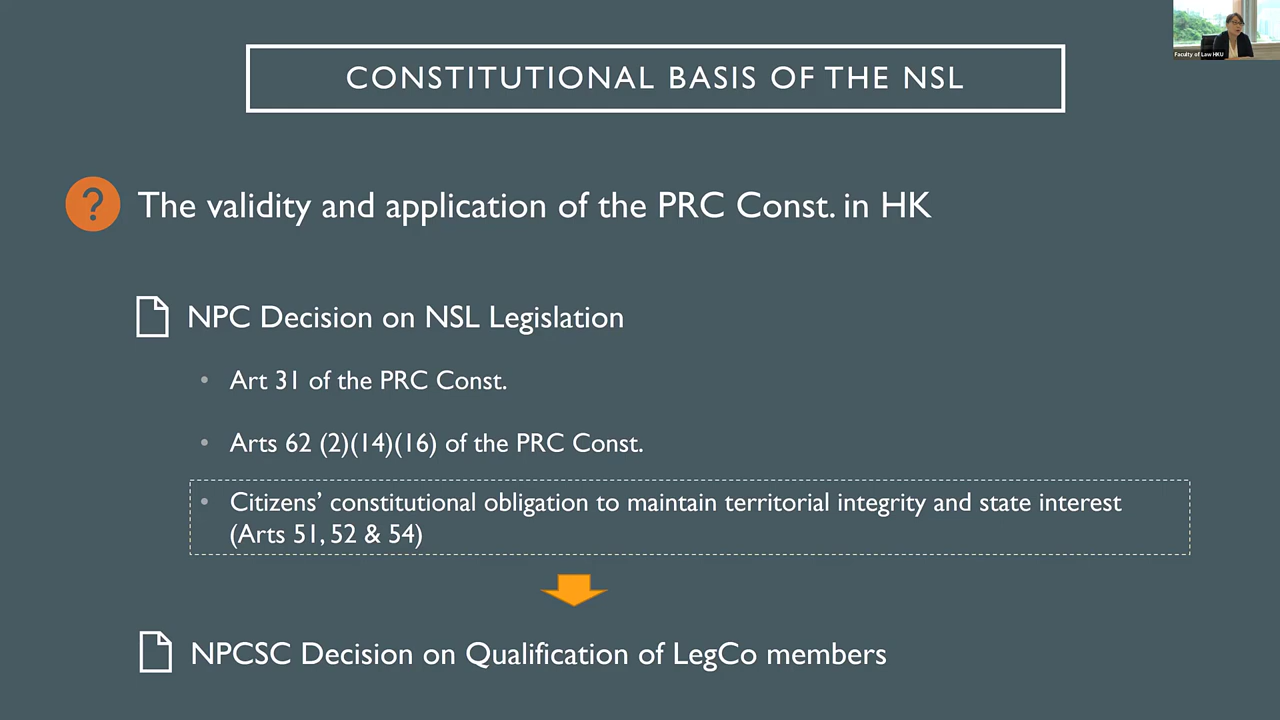 Faculty of Law HKU
CONSTITUTIONAL BASIS OF THE NSL
? The validity and application of the PRC Const. in HK
NPC Decision on NSL Legislation
• Art 31 of the PRC Const.
• Arts 62 (2)(14)(16) of the PRC Const.
• Citizens’ constitutional obligation to maintain territorial integrity and state interest
(Arts 51, 52 & 54)
NPCSC Decision on Qualification of LegCo members